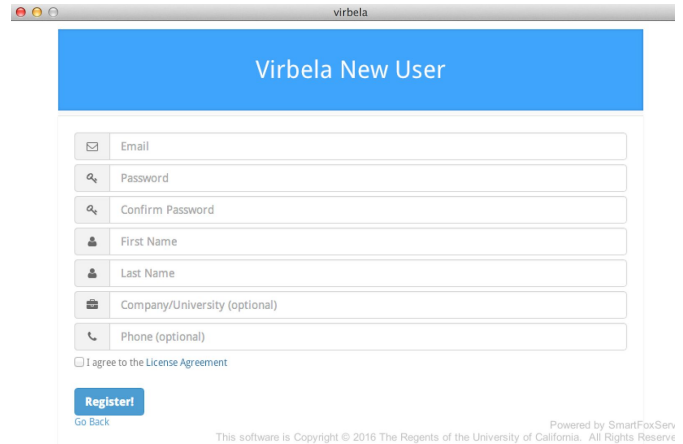 virbela
Virbela New User
Email
Password
Confirm Password
First Name
Last Name
Company/University (optional)
Phone (optional)
I agree to the License Agreement
Register!
Go Back
Powered by SmartFoxServ
This software is Copyright © 2016 The Regents of the University of California. All Rights Reserve